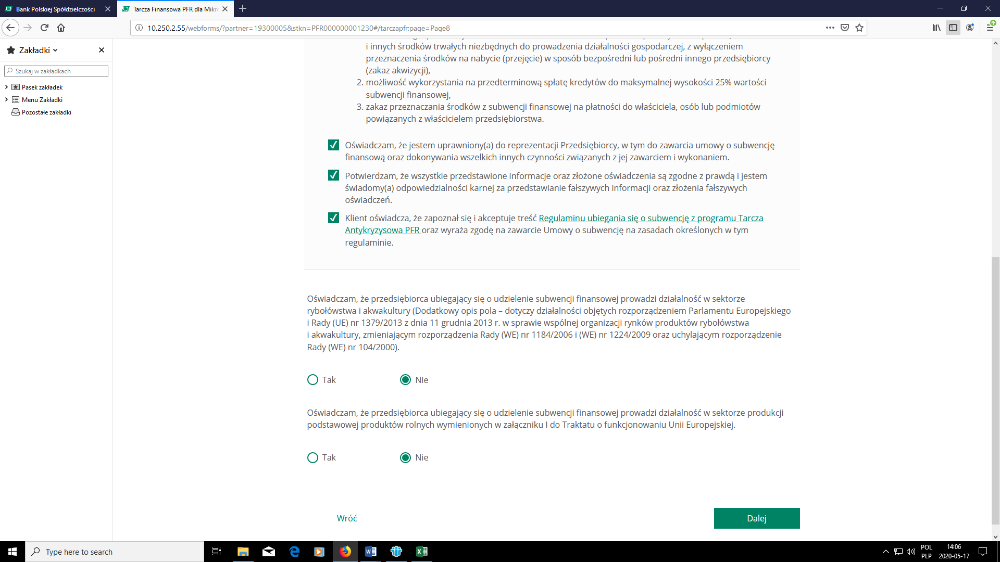 Bank Polskiej Spółdzielczości
Tarcza Finansowa PFR dla Mikro
10.250.2.55/webforms/?partner=19300005&stkn=PFR000000001230#/tarczapfr;page=Page8
Zakładki
Szukaj w zakładkach
Pasek zakładek
Menu Zakładki
Pozostałe zakładki
i innych środków trwałych niezbędnych do prowadzenia działalności gospodarczej, z wyłączeniem
przeznaczenia środków na nabycie (przejęcie) w sposób bezpośredni lub pośredni innego przedsiębiorcy
(zakaz akwizycji),
2. możliwość wykorzystania na przedterminową spłatę kredytów do maksymalnej wysokości 25% wartości
subwencji finansowej,
3. zakaz przeznaczania środków z subwencji finansowej na płatności do właściciela, osób lub podmiotów
powiązanych z właścicielem przedsiębiorstwa.
Oświadczam, że jestem uprawniony(a) do reprezentacji Przedsiębiorcy, w tym do zawarcia umowy o subwencję
finansową oraz dokonywania wszelkich innych czynności związanych z jej zawarciem i wykonaniem.
Potwierdzam, że wszystkie przedstawione informacje oraz złożone oświadczenia są zgodne z prawdą i jestem
świadomy(a) odpowiedzialności karnej za przedstawianie fałszywych informacji oraz złożenia fałszywych
oświadczeń.
Klient oświadcza, że zapoznał się i akceptuje treść Regulaminu ubiegania się o subwencję z programu Tarcza
Antykryzysowa PFR oraz wyraża zgodę na zawarcie Umowy o subwencję na zasadach określonych w tym
regulaminie.
Oświadczam, że przedsiębiorca ubiegający się o udzielenie subwencji finansowej prowadzi działalność w sektorze
rybołówstwa i akwakultury (Dodatkowy opis pola – dotyczy działalności objętych rozporządzeniem Parlamentu Europejskiego
i Rady (UE) nr 1379/2013 z dnia 11 grudnia 2013 r. w sprawie wspólnej organizacji rynków produktów rybołówstwa
i akwakultury, zmieniającym rozporządzenia Rady (WE) nr 1184/2006 i (WE) nr 1224/2009 oraz uchylającym rozporządzenie
Rady (WE) nr 104/2000).
Tak Nie
Oświadczam, że przedsiębiorca ubiegający się o udzielenie subwencji finansowej prowadzi działalność w sektorze produkcji
podstawowej produktów rolnych wymienionych w załączniku I do Traktatu o funkcjonowaniu Unii Europejskiej.
Tak Nie
Wróć Dalej
Type here to search
POL 14:06
PLP 2020-05-17